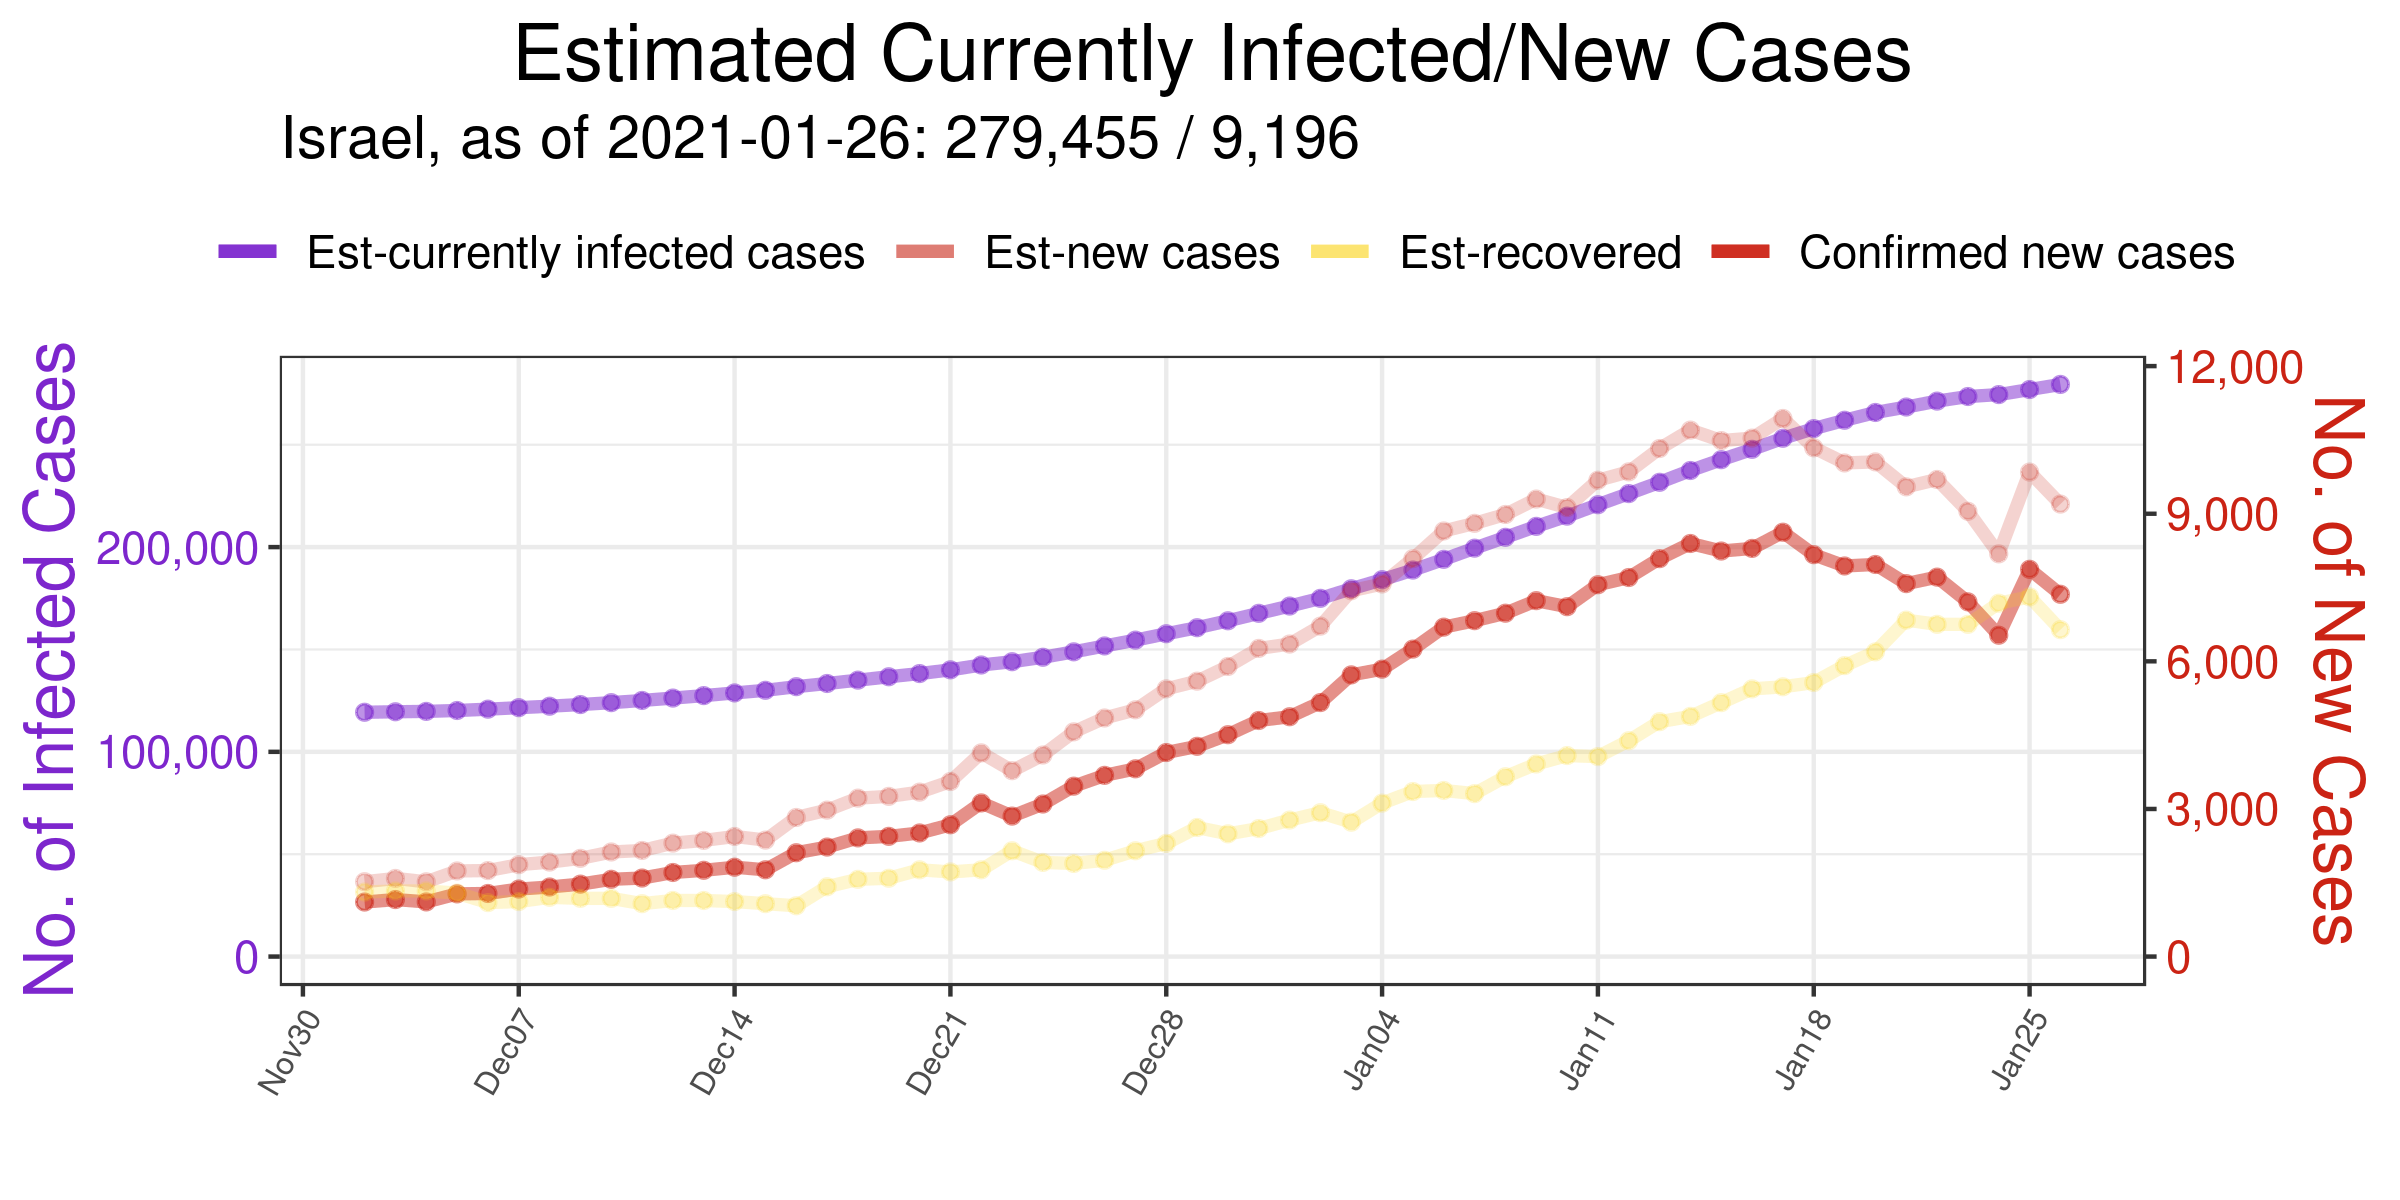 Estimated Currently Infected/New Cases
Israel, as of 2021-01-26: 279,455 / 9,196
Est-currently infected cases Est-new cases Est-recovered Confirmed new cases
No. of Infected Cases
200,000
100,000
0
12,000
9,000
6,000
3,000
0
No. of New Cases
Nov30 Dec07 Dec14 Dec21 Dec28 Jan04 Jan11 Jan18 Jan25